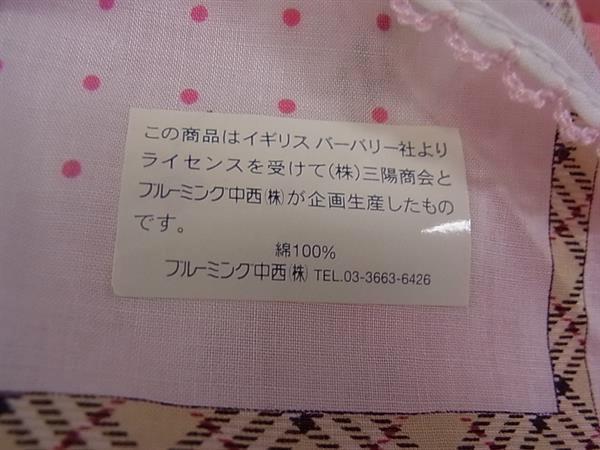 この商品はイギリス バーバリー社より
ライセンスを受けて(株)三陽商会と
ブルーミング中西(株)が企画生産したもの
です。
綿100%
ブルーミング中西(株) TEL.03-3663-6426